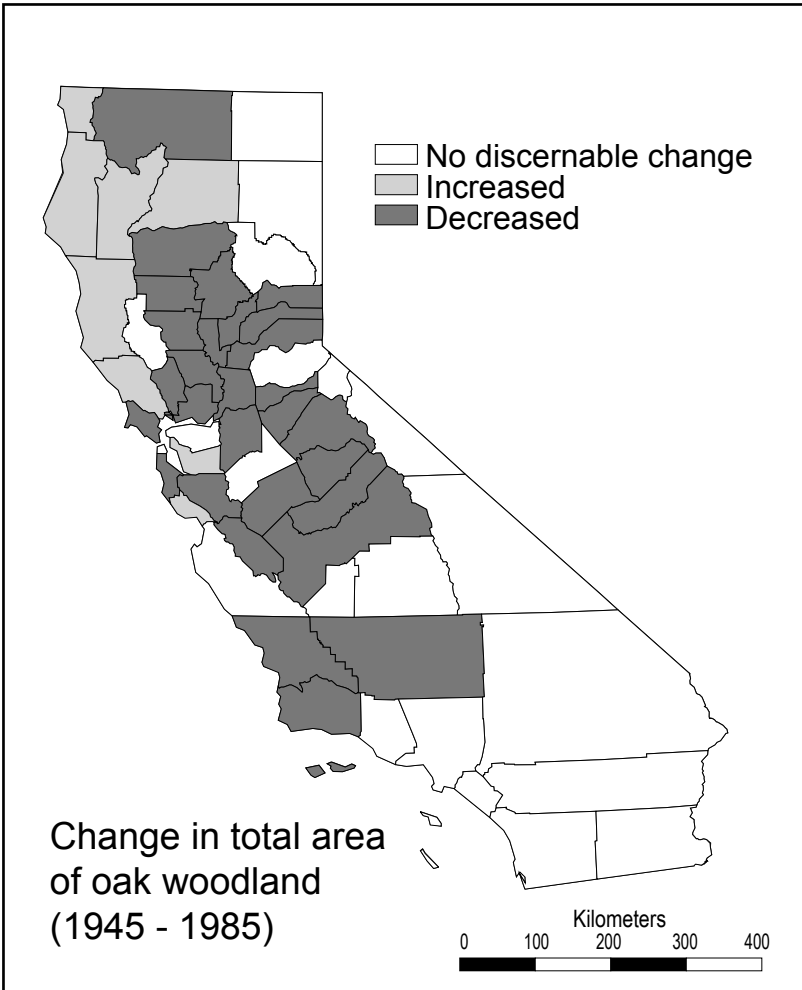 No discernable change
Increased
Decreased
Change in total area
of oak woodland
(1945 - 1985)
Kilometers
0 100 200 300 400